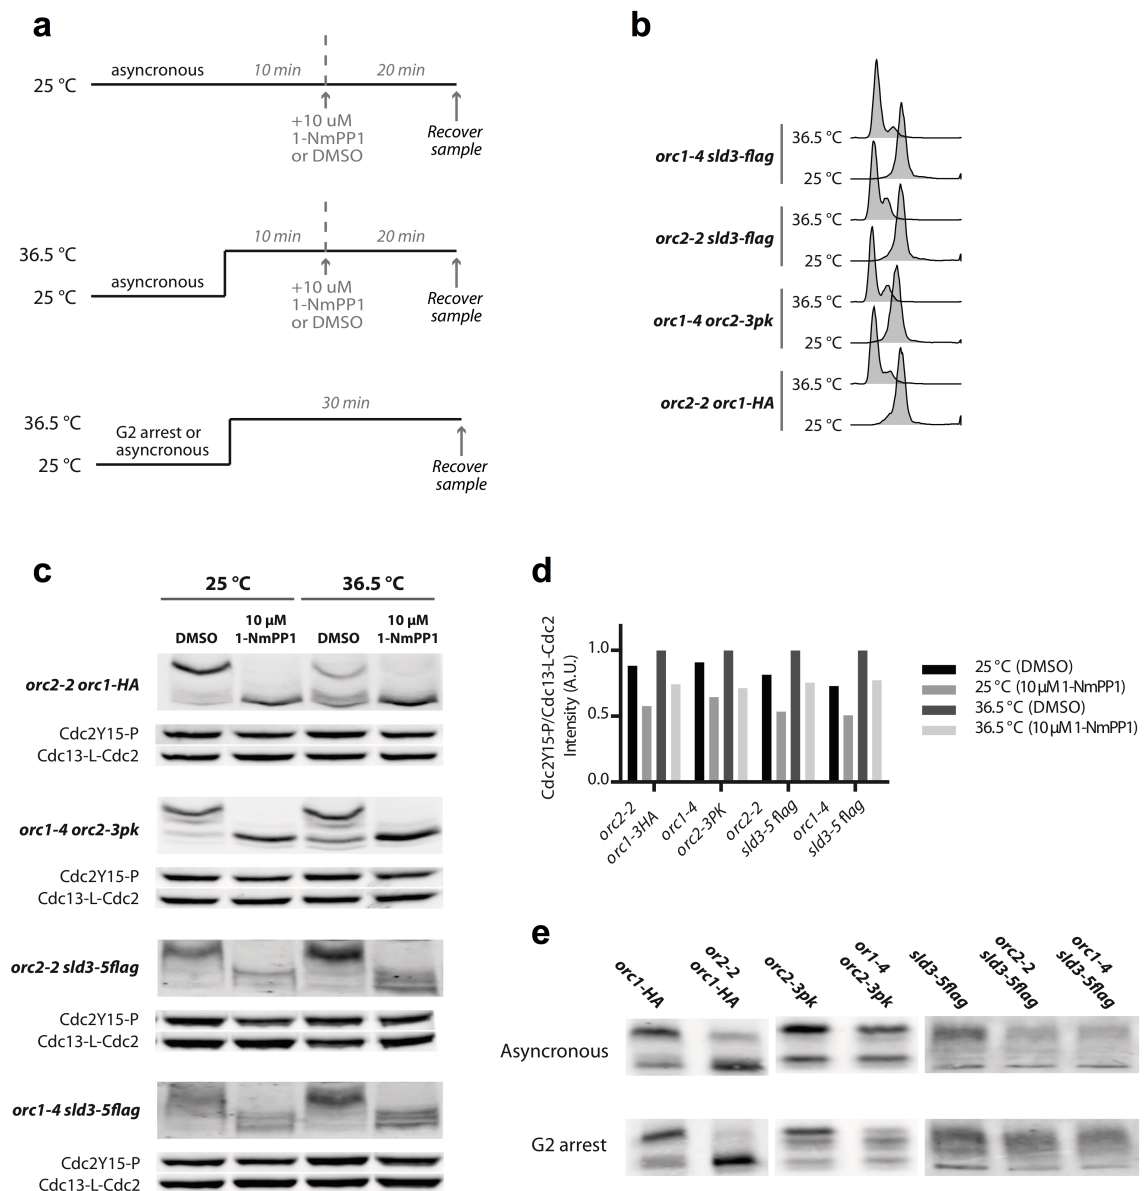 a
25 °C
asyncronous
10 min
20 min
+10 uM
1-NmPP1
or DMSO
Recover
sample
36.5 °C
25 °C
asyncronous
10 min
20 min
+10 uM
1-NmPP1
or DMSO
Recover
sample
36.5 °C
25 °C
G2 arrest or
asyncronous
30 min
Recover
sample
b
orc1-4 sld3-flag
36.5 °C
25 °C
orc2-2 sld3-flag
36.5 °C
25 °C
orc1-4 orc2-3pk
36.5 °C
25 °C
orc2-2 orc1-HA
36.5 °C
25 °C
c
25 °C
36.5 °C
DMSO
10 µM
1-NmPP1
DMSO
10 µM
1-NmPP1
orc2-2 orc1-HA
Cdc2Y15-P
Cdc13-L-Cdc2
orc1-4 orc2-3pk
Cdc2Y15-P
Cdc13-L-Cdc2
orc2-2 sld3-5flag
Cdc2Y15-P
Cdc13-L-Cdc2
orc1-4 sld3-5flag
Cdc2Y15-P
Cdc13-L-Cdc2
d
Cdc2Y15-P/Cdc13-L-Cdc2
Intensity (A.U.)
1.0
0.5
0.0
orc2-2
orc1-3HA
orc1-4
orc2-3PK
orc2-2
sld3-5 flag
orc1-4
sld3-5 flag
25 °C (DMSO)
25 °C (10 µM 1-NmPP1)
36.5 °C (DMSO)
36.5 °C (10 µM 1-NmPP1)
e
orc1-HA
or2-2
orc1-HA
orc2-3pk
or1-4
orc2-3pk
sld3-5flag
orc2-2
sld3-5flag
orc1-4
sld3-5flag
Asyncronous
G2 arrest